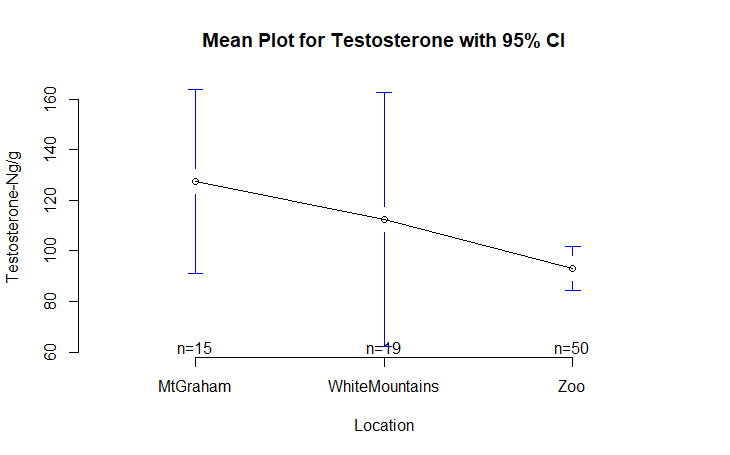 Mean Plot for Testosterone with 95% CI
Testosterone-Ng/g
160
140
120
100
80
60
n=15 n=19 n=50
MtGraham WhiteMountains Zoo
Location